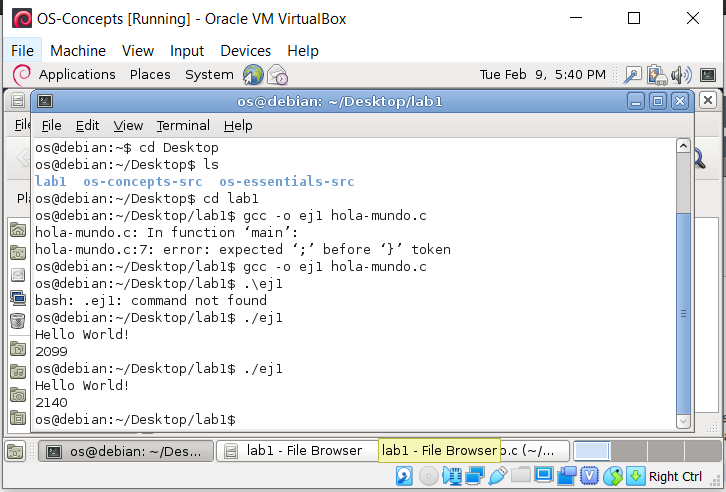 OS-Concepts [Running] - Oracle VM VirtualBox
File Machine View Input Devices Help
Applications Places System Tue Feb 9, 5:40 PM
os@debian: ~/Desktop/lab1
File Edit View Terminal Help
os@debian:~$ cd Desktop
os@debian:~/Desktop$ ls
lab1 os-concepts-src os-essentials-src
os@debian:~/Desktop$ cd lab1
os@debian:~/Desktop/lab1$ gcc -o ej1 hola-mundo.c
hola-mundo.c: In function ‘main’:
hola-mundo.c:7: error: expected ‘;’ before ‘}’ token
os@debian:~/Desktop/lab1$ gcc -o ej1 hola-mundo.c
os@debian:~/Desktop/lab1$ .\ej1
bash: .ej1: command not found
os@debian:~/Desktop/lab1$ ./ej1
Hello World!
2099
os@debian:~/Desktop/lab1$ ./ej1
Hello World!
2140
os@debian:~/Desktop/lab1$
os@debian: ~/Des... lab1 - File Browser lab1 - File Browser o.c (~/...
Right Ctrl